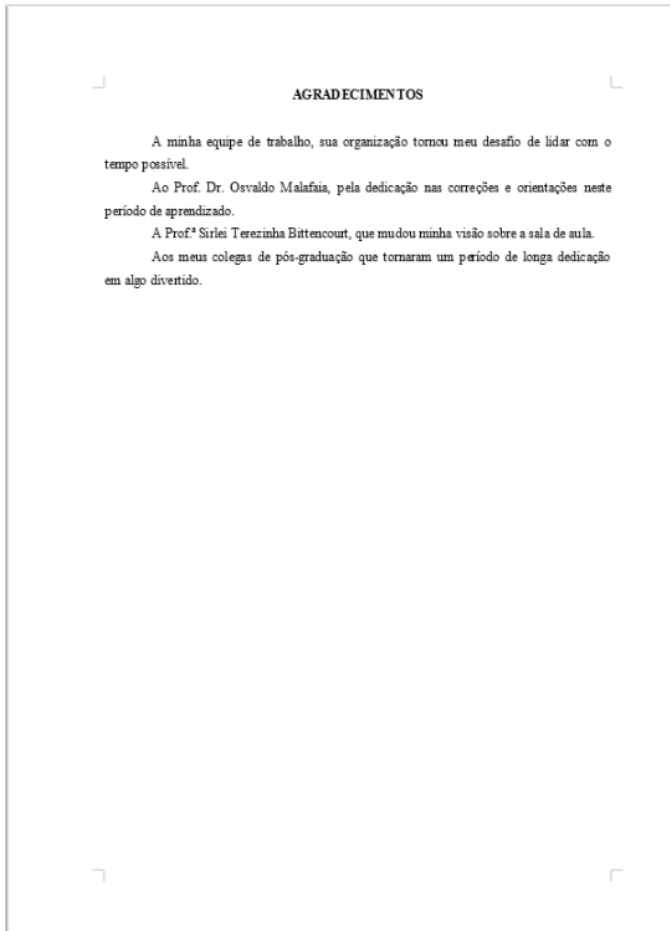 AGRADECIMENTOS
A minha equipe de trabalho, sua organização tornou meu desafio de lidar com o
tempo possível.
Ao Prof. Dr. Osvaldo Malafaia, pela dedicação nas correções e orientações neste
período de aprendizado.
A Prof.ª Sirlei Terezinha Bittencourt, que mudou minha visão sobre a sala de aula.
Aos meus colegas de pós-graduação que tornaram um período de longa dedicação
em algo divertido.